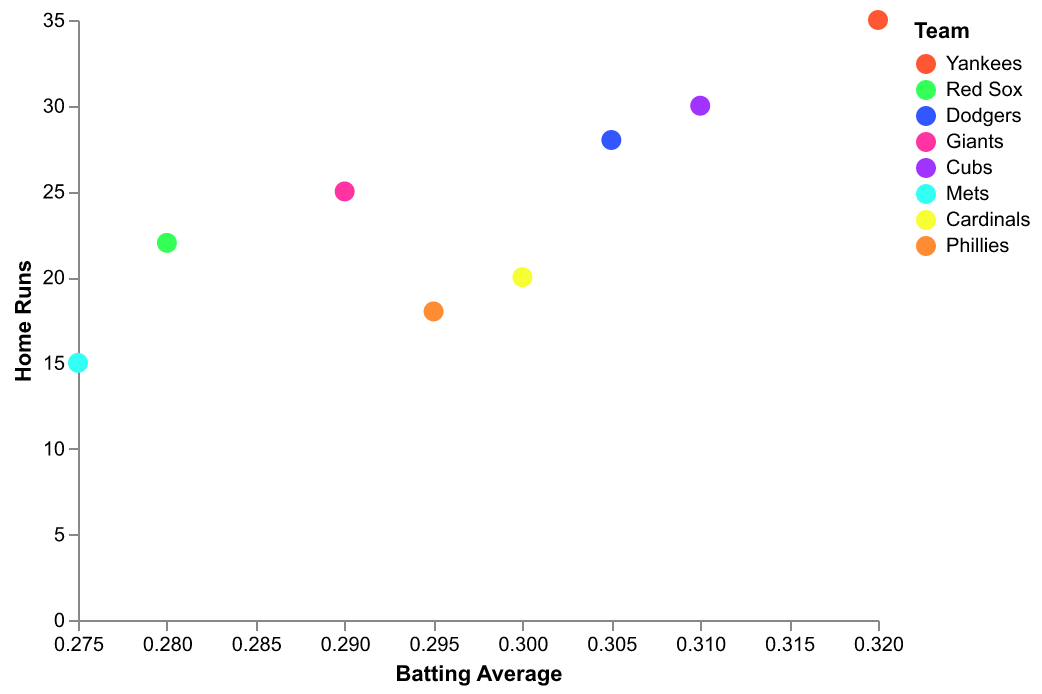 35
30
25
20
15
10
5
0
Home Runs
0.275 0.280 0.285 0.290 0.295 0.300 0.305 0.310 0.315 0.320
Batting Average
Team
Yankees
Red Sox
Dodgers
Giants
Cubs
Mets
Cardinals
Phillies